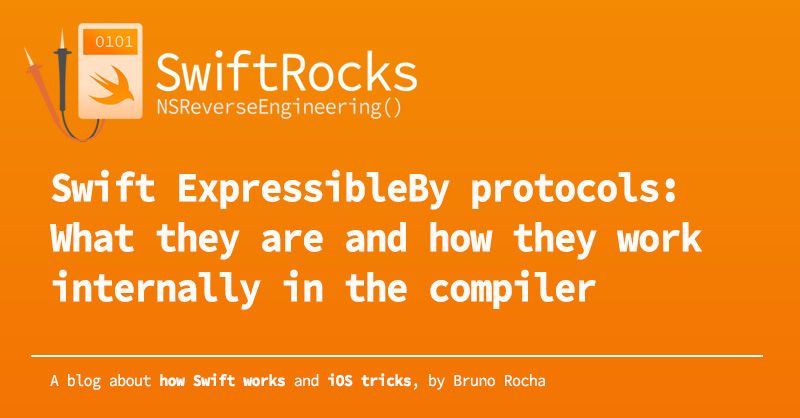 0101
SwiftRocks
NSReverseEngineering()
Swift ExpressibleBy protocols:
What they are and how they work
internally in the compiler
A blog about how Swift works and iOS tricks, by Bruno Rocha